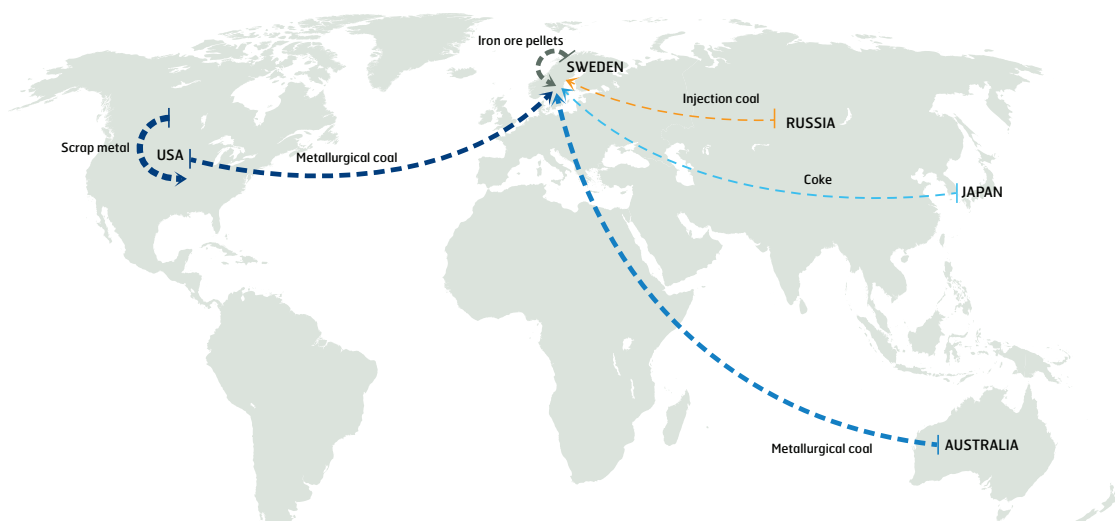 Iron ore pellets
SWEDEN
Injection coal
RUSSIA
Scrap metal
USA
Metallurgical coal
Coke
JAPAN
Metallurgical coal
AUSTRALIA